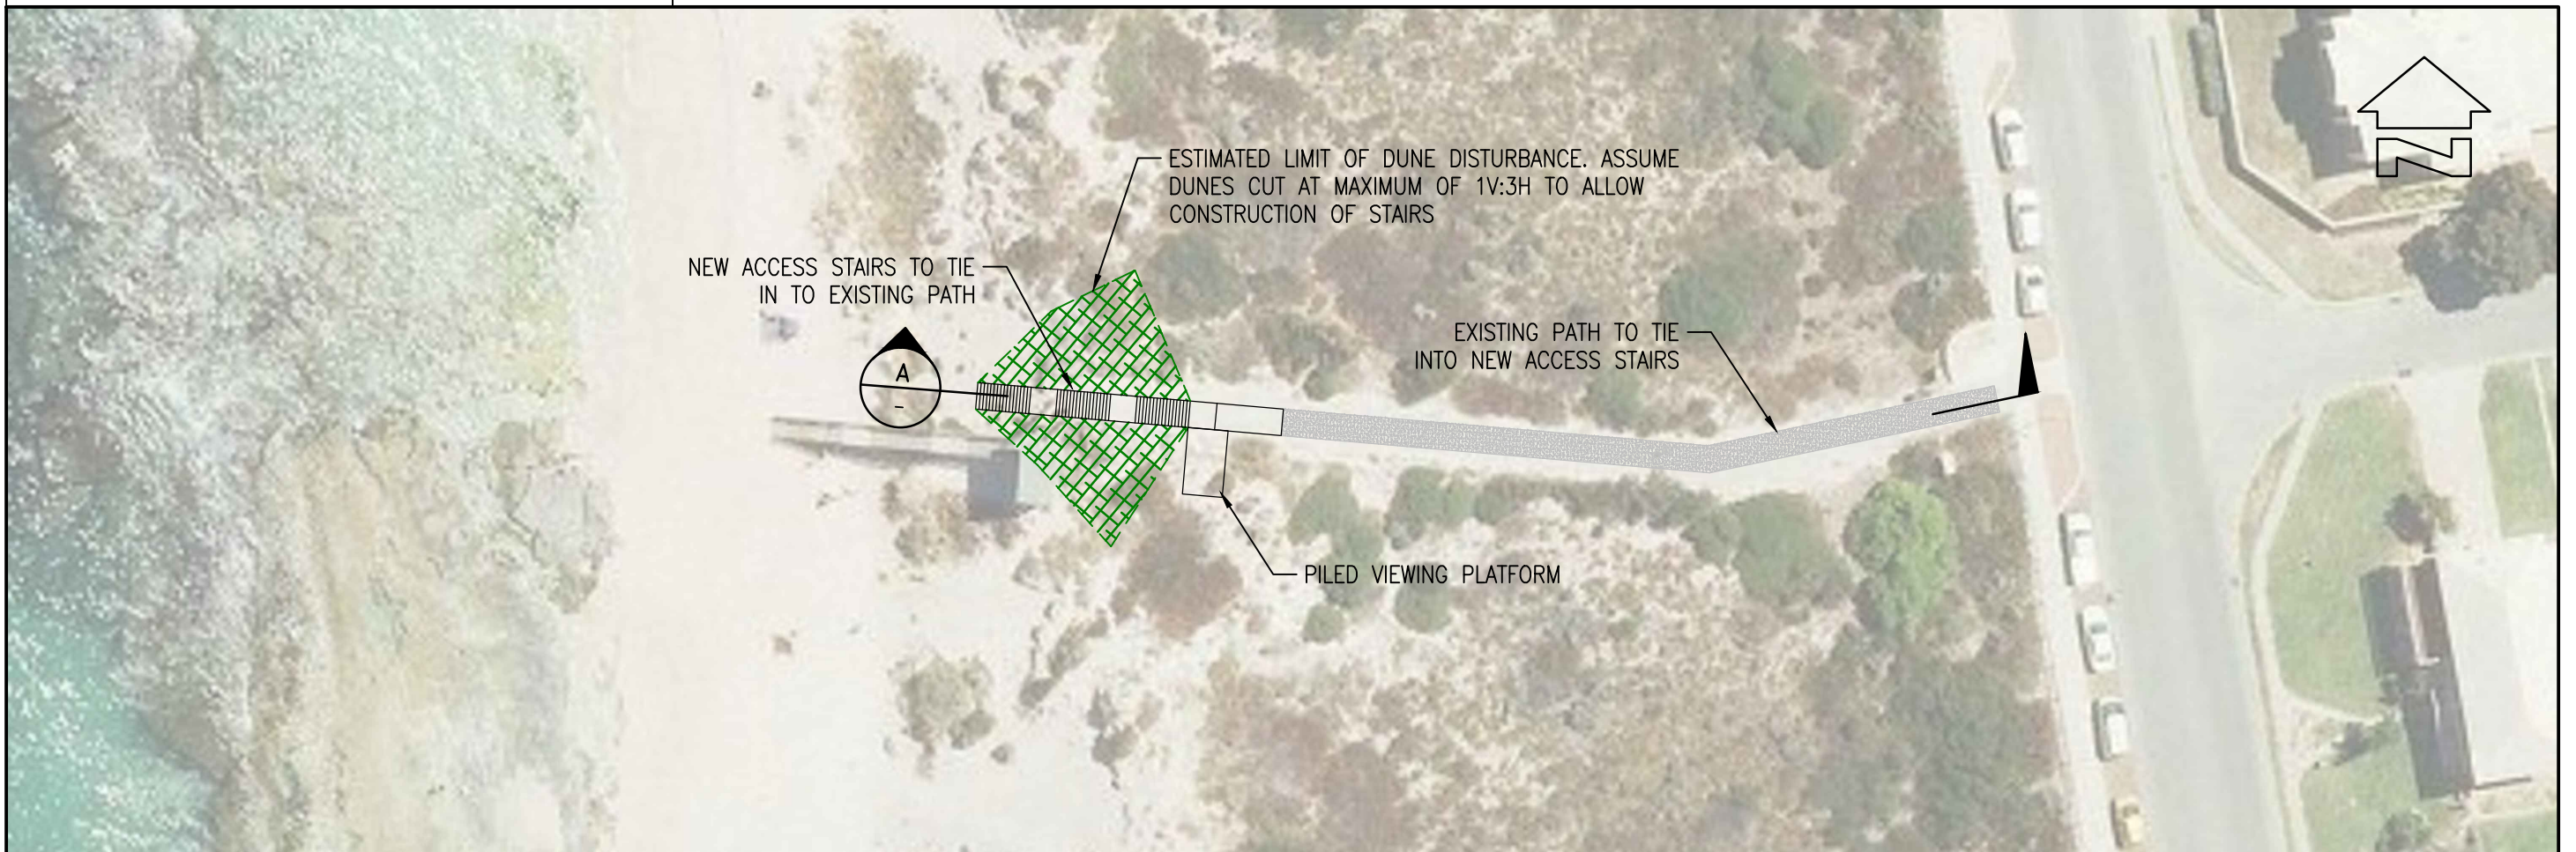 ESTIMATED LIMIT OF DUNE DISTURBANCE. ASSUME
DUNES CUT AT MAXIMUM OF 1V:3H TO ALLOW
CONSTRUCTION OF STAIRS
NEW ACCESS STAIRS TO TIE
IN TO EXISTING PATH
EXISTING PATH TO TIE
INTO NEW ACCESS STAIRS
A
-
PILED VIEWING PLATFORM
N